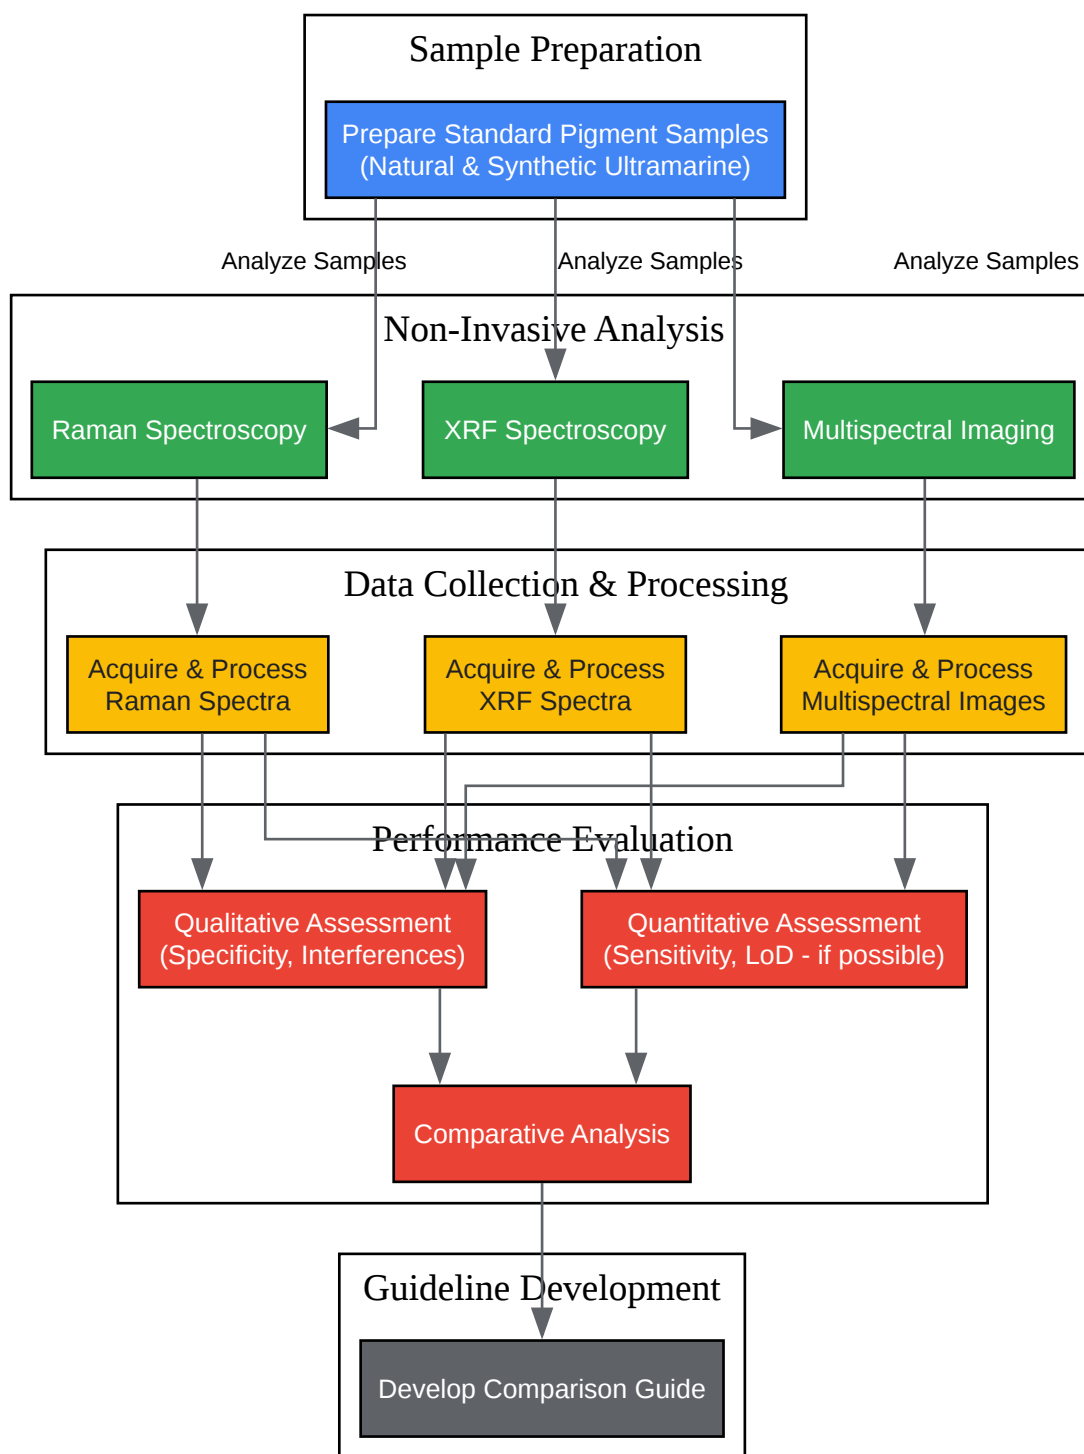 Sample Preparation
Prepare Standard Pigment Samples
(Natural & Synthetic Ultramarine)
Analyze Samples
Analyze Samples
Analyze Samples
Non-Invasive Analysis
Raman Spectroscopy
XRF Spectroscopy
Multispectral Imaging
Data Collection & Processing
Acquire & Process
Raman Spectra
Acquire & Process
XRF Spectra
Acquire & Process
Multispectral Images
Performance Evaluation
Qualitative Assessment
(Specificity, Interferences)
Quantitative Assessment
(Sensitivity, LoD - if possible)
Comparative Analysis
Guideline Development
Develop Comparison Guide